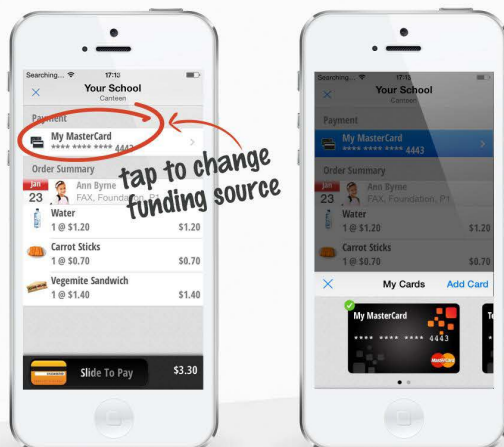 Searching... 17:13
Your School
Canteen
Payment
My MasterCard
**** **** **** 4443
Order Summary
Jan
23
Ann Byrne
FAX, Foundation, P1
Water
1 @ $1.20 $1.20
Carrot Sticks
1 @ $0.70 $0.70
Vegemite Sandwich
1 @ $1.40 $1.40
Slide To Pay $3.30
tap to change
funding source
Searching... 17:13
Your School
Canteen
Payment
My MasterCard
**** **** **** 4443
Order Summary
Jan
23
Ann Byrne
FAX, Foundation, P1
Water
1 @ $1.20 $1.20
Carrot Sticks
1 @ $0.70 $0.70
My Cards Add Card
My MasterCard
**** **** **** 4443
MasterCard